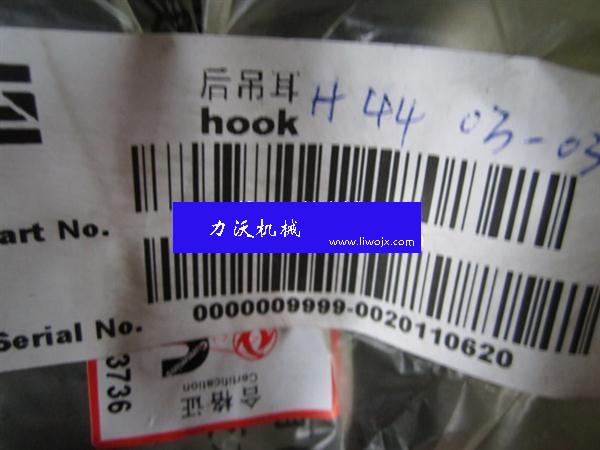 后吊耳
hook H 44 03-03
art No.
力沃机械
www.liwojx.com
0000009999-0020110620
Serial No.
合格证
Certification
3736